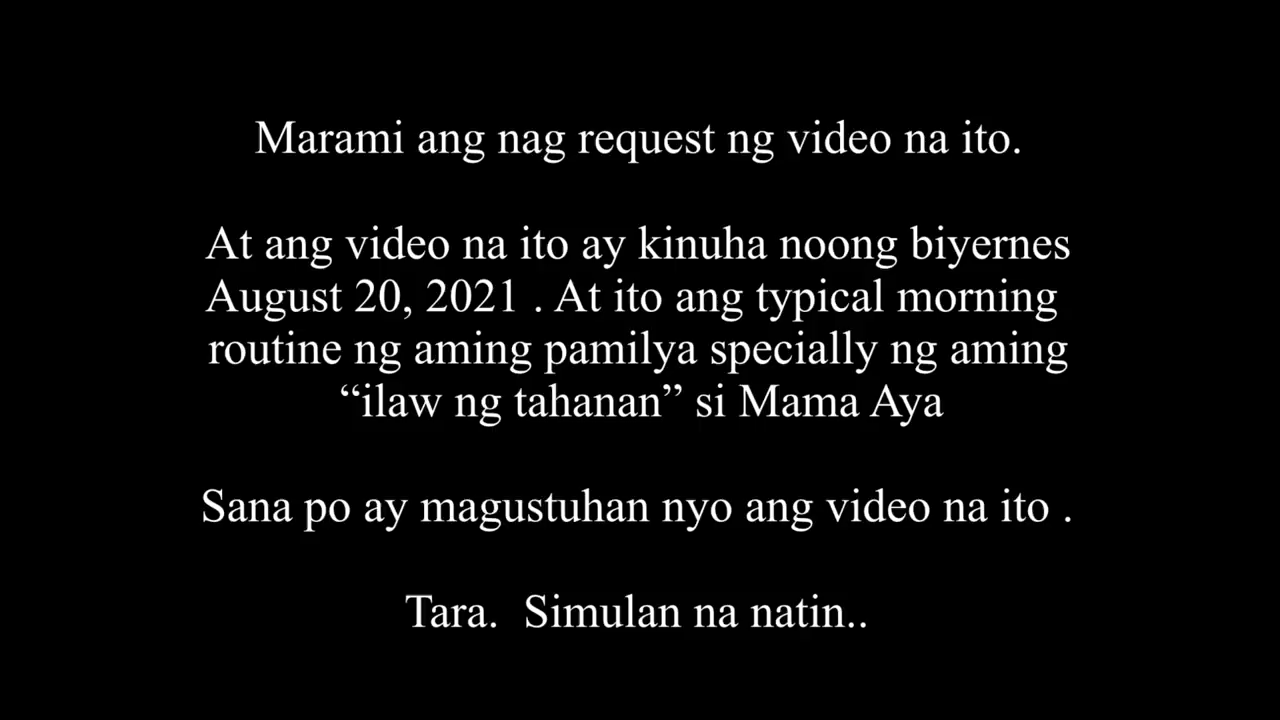 Marami ang nag request ng video na ito.
At ang video na ito ay kinuha noong biyernes
August 20, 2021 . At ito ang typical morning
routine ng aming pamilya specially ng aming
“ilaw ng tahanan” si Mama Aya
Sana po ay magustuhan nyo ang video na ito .
Tara.  Simulan na natin..